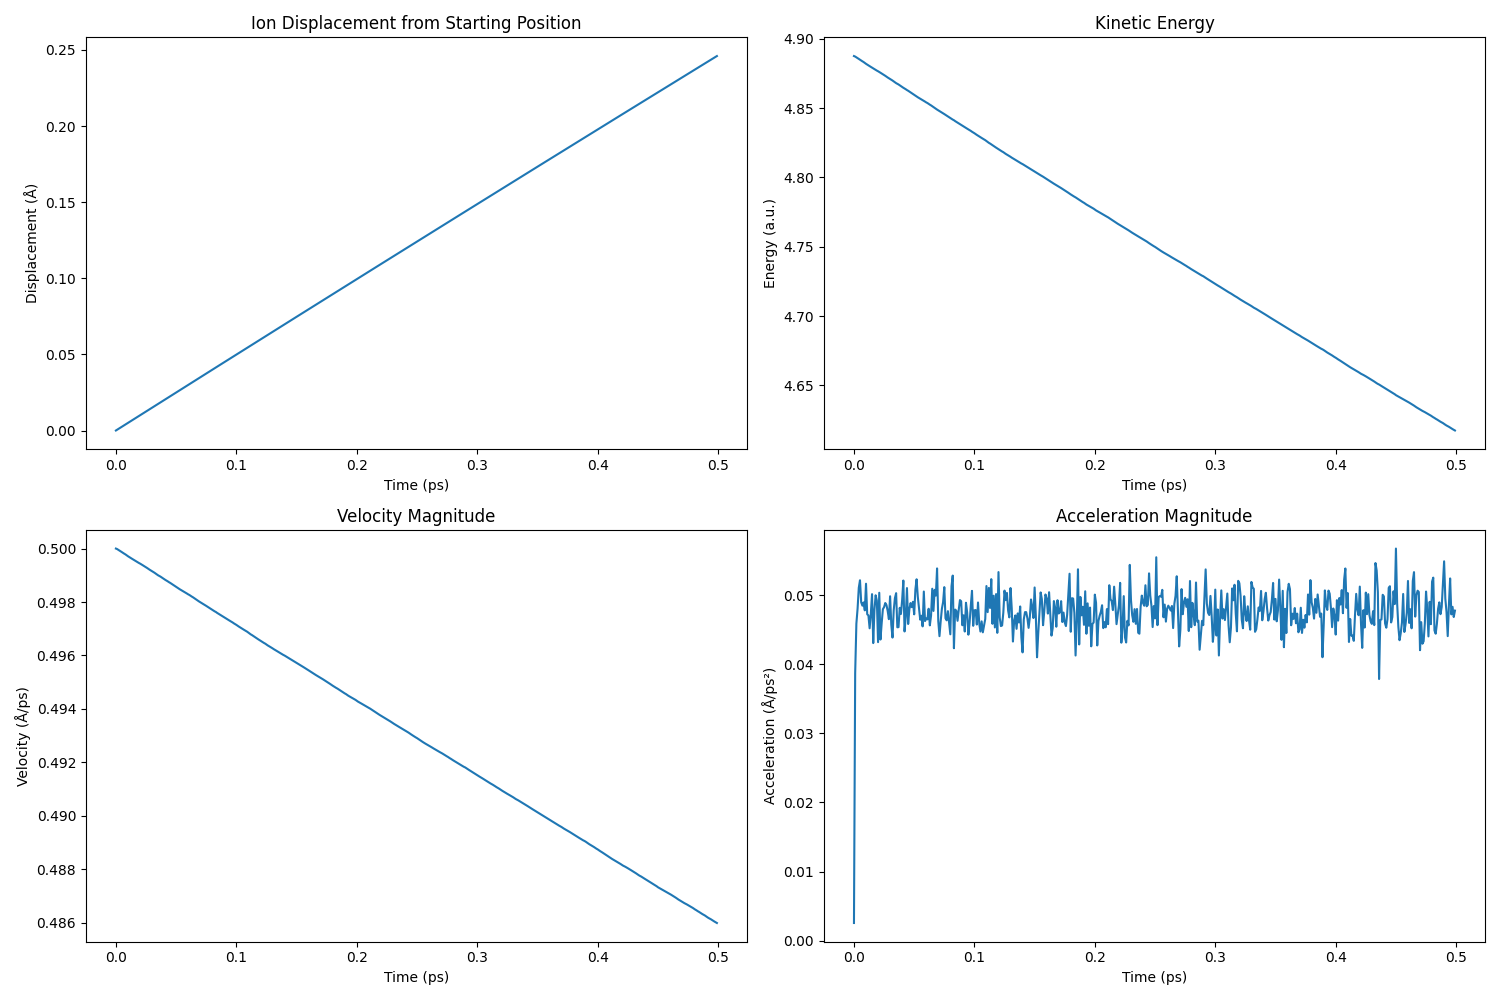 Ion Displacement from Starting Position
Displacement (Å)
0.25
0.20
0.15
0.10
0.05
0.00
0.0 0.1 0.2 0.3 0.4 0.5
Time (ps)
Kinetic Energy
Energy (a.u.)
4.90
4.85
4.80
4.75
4.70
4.65
0.0 0.1 0.2 0.3 0.4 0.5
Time (ps)
Velocity Magnitude
Velocity (Å/ps)
0.500
0.498
0.496
0.494
0.492
0.490
0.488
0.486
0.0 0.1 0.2 0.3 0.4 0.5
Time (ps)
Acceleration Magnitude
Acceleration (Å/ps²)
0.05
0.04
0.03
0.02
0.01
0.00
0.0 0.1 0.2 0.3 0.4 0.5
Time (ps)